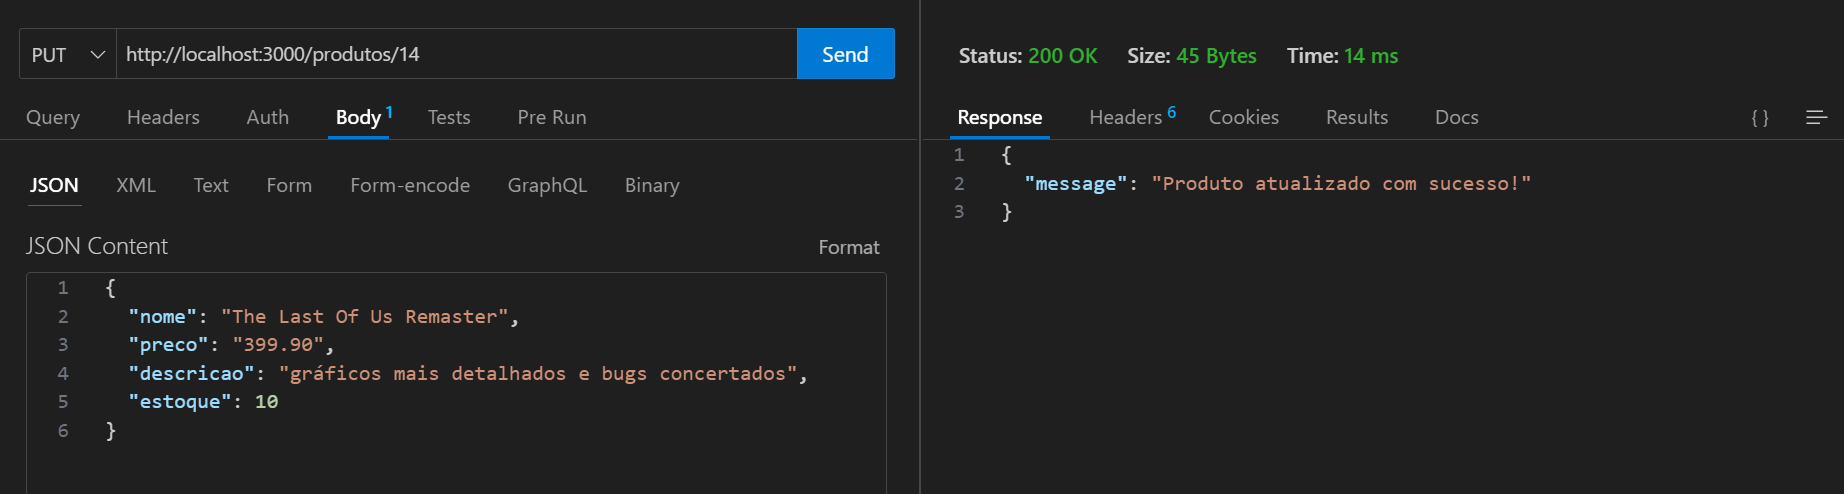 PUT http://localhost:3000/produtos/14 Send
Query Headers Auth Body 1 Tests Pre Run
JSON XML Text Form Form-encode GraphQL Binary
JSON Content Format
1 {
2 "nome": "The Last Of Us Remaster",
3 "preco": "399.90",
4 "descricao": "gráficos mais detalhados e bugs concertados",
5 "estoque": 10
6 }
Status: 200 OK Size: 45 Bytes Time: 14 ms
Response Headers 6 Cookies Results Docs { }
1 {
2 "message": "Produto atualizado com sucesso!"
3 }